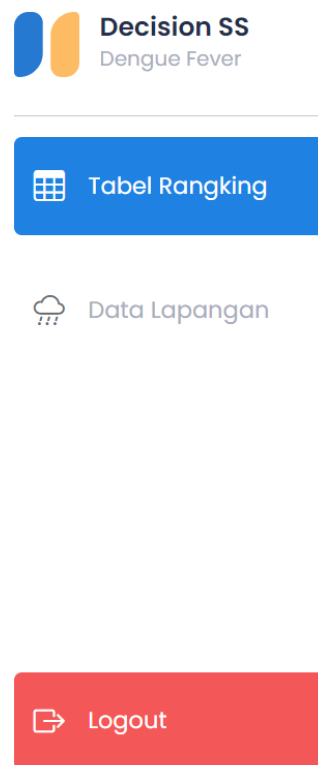 Decision SS
Dengue Fever
Tabel Rangking
Data Lapangan
Logout